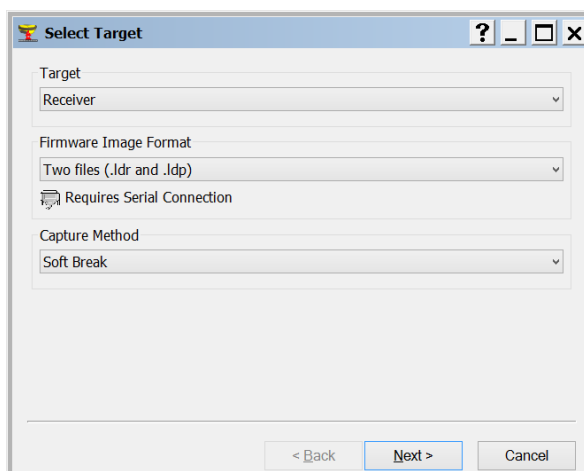 Select Target
Target
Receiver
Firmware Image Format
Two files (.ldr and .ldp)
Requires Serial Connection
Capture Method
Soft Break
< Back
Next >
Cancel